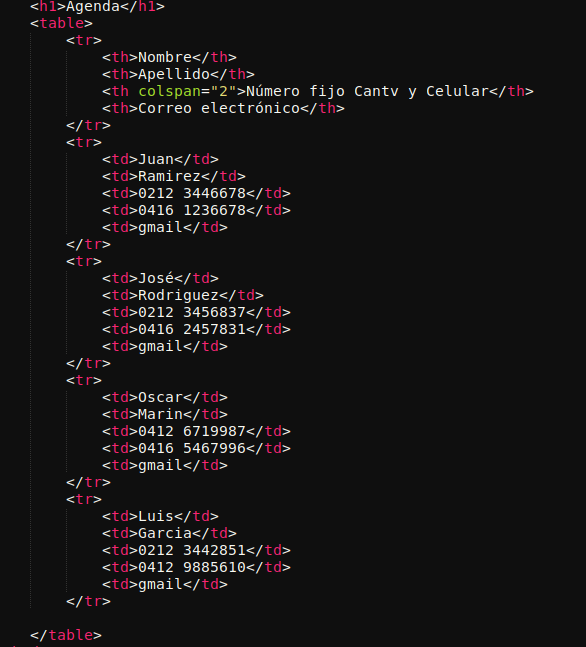 <h1>Agenda</h1>
<table>
<tr>
<th>Nombre</th>
<th>Apellido</th>
<th colspan="2">Número fijo Cantv y Celular</th>
<th>Correo electrónico</th>
</tr>
<tr>
<td>Juan</td>
<td>Ramirez</td>
<td>0212 3446678</td>
<td>0416 1236678</td>
<td>gmail</td>
</tr>
<tr>
<td>José</td>
<td>Rodriguez</td>
<td>0212 3456837</td>
<td>0416 2457831</td>
<td>gmail</td>
</tr>
<tr>
<td>Oscar</td>
<td>Marin</td>
<td>0412 6719987</td>
<td>0416 5467996</td>
<td>gmail</td>
</tr>
<tr>
<td>Luis</td>
<td>Garcia</td>
<td>0212 3442851</td>
<td>0412 9885610</td>
<td>gmail</td>
</tr>
</table>